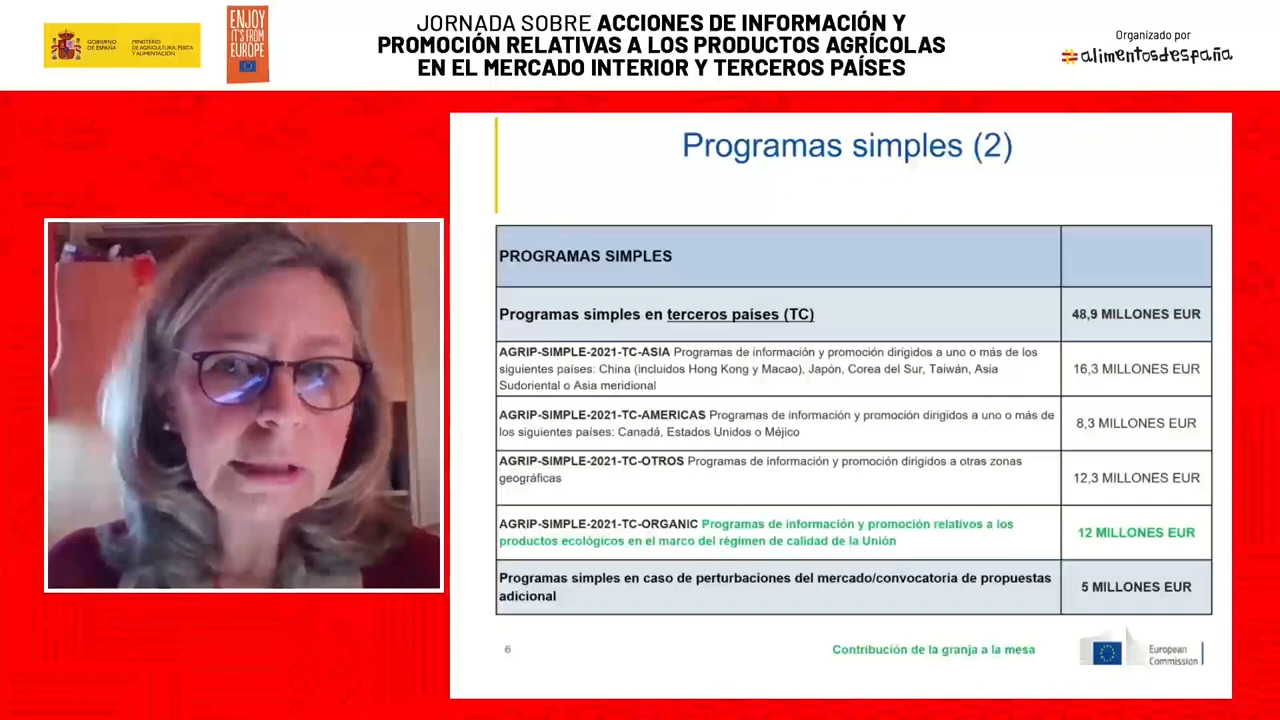 GOBIERNO
DE ESPAÑA
MINISTERIO
DE AGRICULTURA, PESCA
Y ALIMENTACIÓN
ENJOY
IT'S FROM
EUROPE
JORNADA SOBRE ACCIONES DE INFORMACIÓN Y
PROMOCIÓN RELATIVAS A LOS PRODUCTOS AGRÍCOLAS
EN EL MERCADO INTERIOR Y TERCEROS PAÍSES
Organizado por
#alimentosdespaña
Programas simples (2)
PROGRAMAS SIMPLES
Programas simples en terceros países (TC)
48,9 MILLONES EUR
AGRIP-SIMPLE-2021-TC-ASIA Programas de información y promoción dirigidos a uno o más de los
siguientes países: China (incluidos Hong Kong y Macao), Japón, Corea del Sur, Taiwán, Asia
Sudoriental o Asia meridional
16,3 MILLONES EUR
AGRIP-SIMPLE-2021-TC-AMERICAS Programas de información y promoción dirigidos a uno o más de
los siguientes países: Canadá, Estados Unidos o Méjico
8,3 MILLONES EUR
AGRIP-SIMPLE-2021-TC-OTROS Programas de información y promoción dirigidos a otras zonas
geográficas
12,3 MILLONES EUR
AGRIP-SIMPLE-2021-TC-ORGANIC Programas de información y promoción relativos a los
productos ecológicos en el marco del régimen de calidad de la Unión
12 MILLONES EUR
Programas simples en caso de perturbaciones del mercado/convocatoria de propuestas
adicional
5 MILLONES EUR
6
Contribución de la granja a la mesa
European
Commission